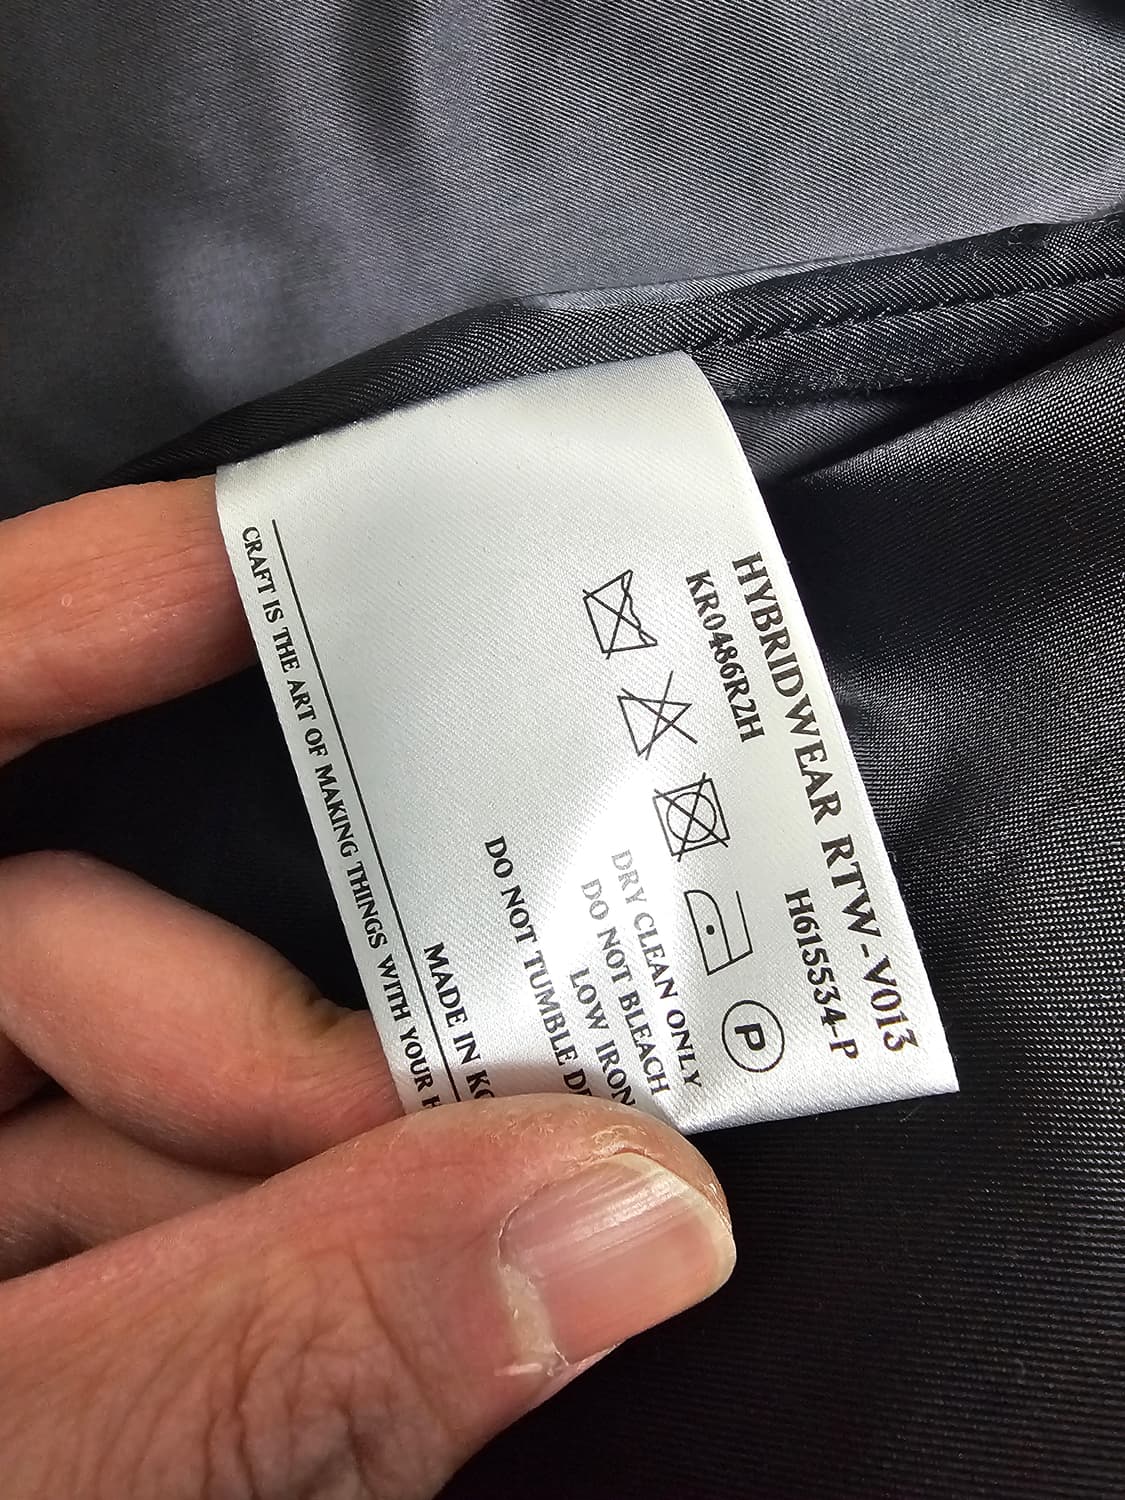 HYBRIDWEAR RTW-V013
KR0486R2H H615534-P
P
DRY CLEAN ONLY
DO NOT BLEACH
LOW IRON
DO NOT TUMBLE
MADE IN
CRAFT IS THE ART OF MAKING THINGS WITH YOUR